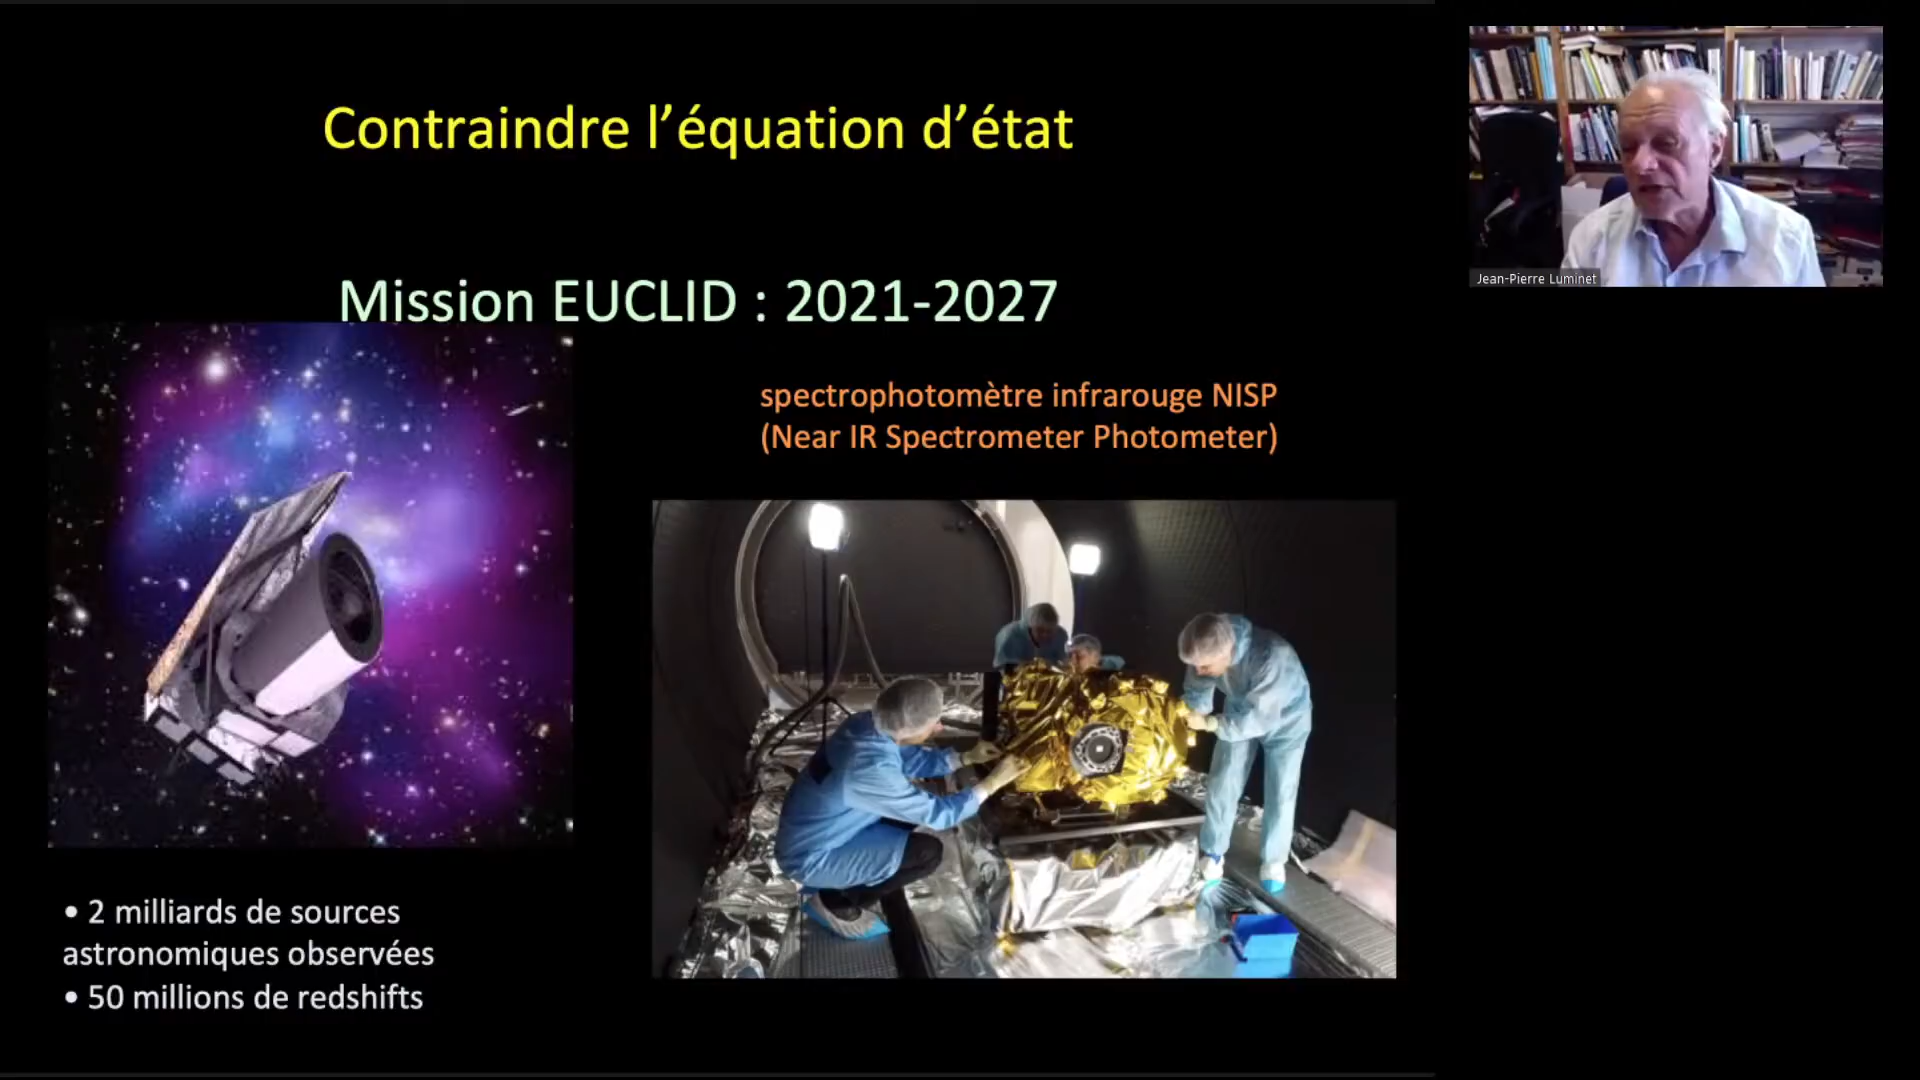 Contraindre l’équation d’état
Mission EUCLID : 2021-2027
spectrophotomètre infrarouge NISP
(Near IR Spectrometer Photometer)
• 2 milliards de sources
astronomiques observées
• 50 millions de redshifts
Jean-Pierre Luminet